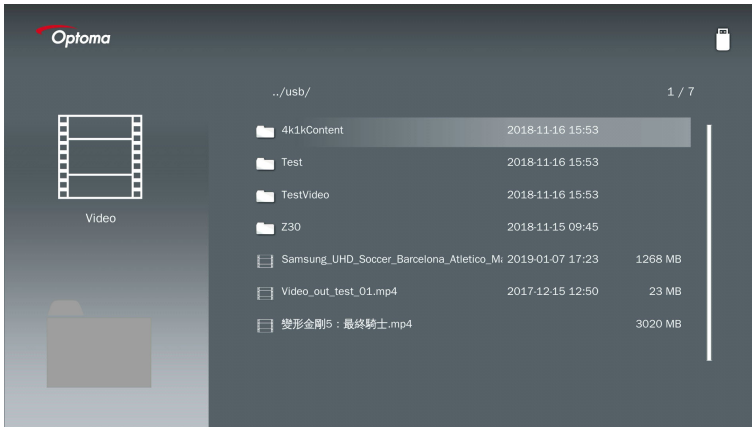 Optoma
../usb/ 1 / 7
4k1kContent 2018-11-16 15:53
Test 2018-11-16 15:53
TestVideo 2018-11-16 15:53
Video
Z30 2018-11-15 09:45
Samsung_UHD_Soccer_Barcelona_Atletico_M 2019-01-07 17:23 1268 MB
Video_out_test_01.mp4 2017-12-15 12:50 23 MB
變形金剛5：最終騎士.mp4 3020 MB